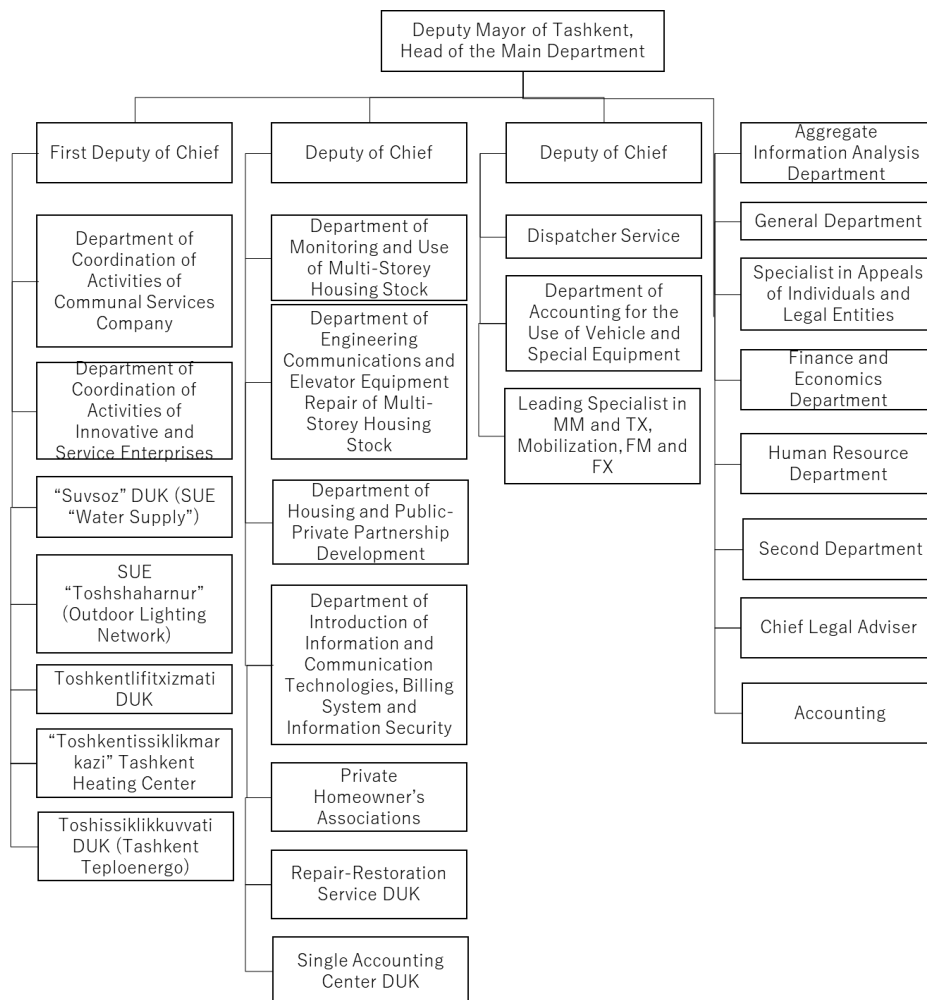 Deputy Mayor of Tashkent,
Head of the Main Department
First Deputy of Chief
Department of
Coordination of
Activities of
Communal Services
Company
Department of
Coordination of
Activities of
Innovative and
Service Enterprises
“Suvsoz” DUK (SUE
“Water Supply”)
SUE
“Toshshaharnur”
(Outdoor Lighting
Network)
Toshkentlifitxizmati
DUK
“Toshkentissiklikmar
kazi” Tashkent
Heating Center
Toshissiklikkuvvati
DUK (Tashkent
Teploenergo)
Deputy of Chief
Department of
Monitoring and Use
of Multi-Storey
Housing Stock
Department of
Engineering
Communications and
Elevator Equipment
Repair of Multi-
Storey Housing
Stock
Department of
Housing and Public-
Private Partnership
Development
Department of
Introduction of
Information and
Communication
Technologies, Billing
System and
Information Security
Private
Homeowner’s
Associations
Repair-Restoration
Service DUK
Single Accounting
Center DUK
Deputy of Chief
Dispatcher Service
Department of
Accounting for the
Use of Vehicle and
Special Equipment
Leading Specialist in
MM and TX,
Mobilization, FM and
FX
Aggregate
Information Analysis
Department
General Department
Specialist in Appeals
of Individuals and
Legal Entities
Finance and
Economics
Department
Human Resource
Department
Second Department
Chief Legal Adviser
Accounting